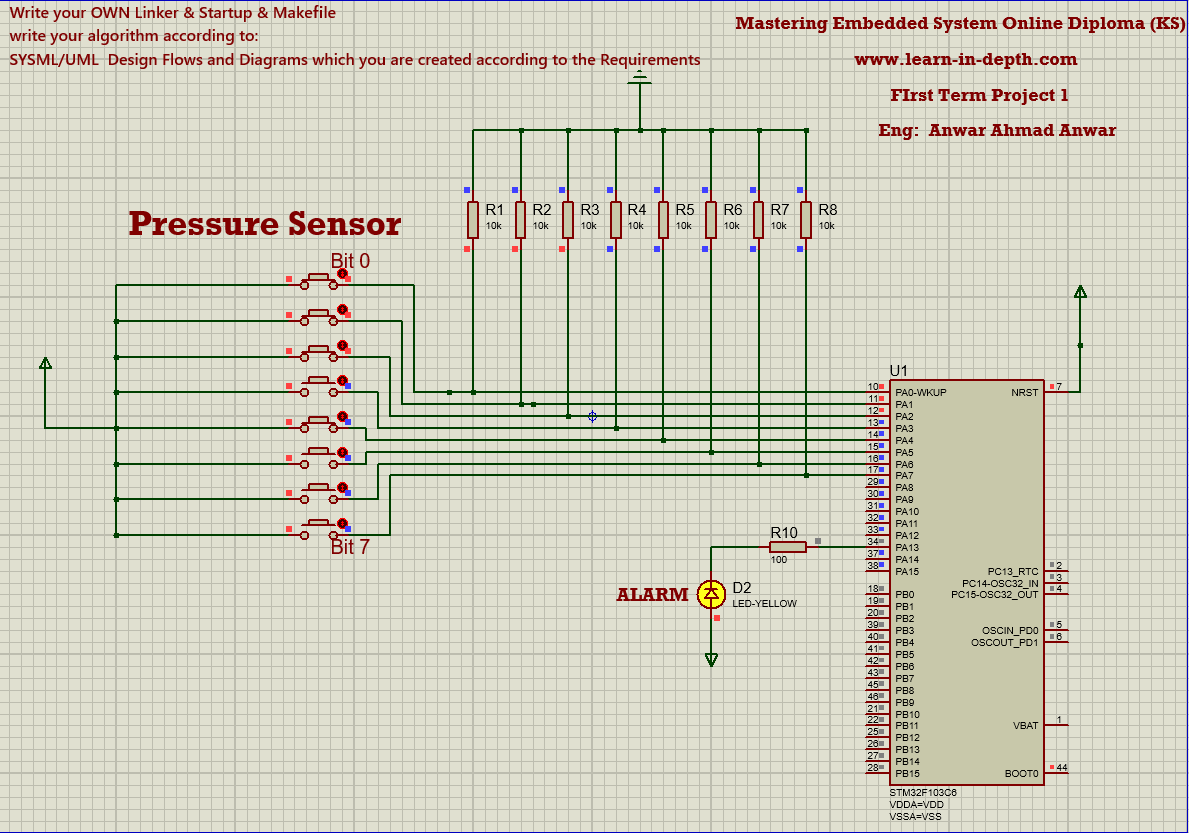 Write your OWN Linker & Startup & Makefile
write your algorithm according to:
SYSML/UML Design Flows and Diagrams which you are created according to the Requirements
Mastering Embedded System Online Diploma (KS)
www.learn-in-depth.com
FIrst Term Project 1
Eng: Anwar Ahmad Anwar
Pressure Sensor
Bit 0
Bit 7
R1
10k
R2
10k
R3
10k
R4
10k
R5
10k
R6
10k
R7
10k
R8
10k
R10
100
ALARM
D2
LED-YELLOW
U1
10 PA0-WKUP
11 PA1
12 PA2
13 PA3
14 PA4
15 PA5
16 PA6
17 PA7
29 PA8
30 PA9
31 PA10
32 PA11
33 PA12
34 PA13
37 PA14
38 PA15
18 PB0
19 PB1
20 PB2
39 PB3
40 PB4
41 PB5
42 PB6
43 PB7
45 PB8
46 PB9
21 PB10
22 PB11
25 PB12
26 PB13
27 PB14
28 PB15
NRST 7
PC13_RTC 2
PC14-OSC32_IN 3
PC15-OSC32_OUT 4
OSCIN_PD0 5
OSCOUT_PD1 6
VBAT 1
BOOT0 44
STM32F103C6
VDDA=VDD
VSSA=VSS